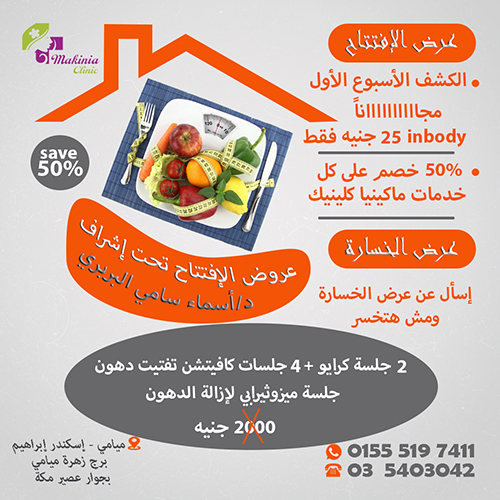 Makinia
Clinic
عرض الإفتتاح
• الكشف الأسبوع الأول
مجاااااااااناً
25 inbody جنيه فقط
save
50%
• 50% خصم على كل
خدمات ماكينيا كلينيك
عرض الخسارة
إسأل عن عرض الخسارة
ومش هتخسر
عروض الإفتتاح تحت إشراف
د/أسماء سامي البربري
2 جلسة كرايو + 4 جلسات كافيتشن تفتيت دهون
جلسة ميزوثيرابي لإزالة الدهون
2000 جنيه
ميامي - إسكندر إبراهيم
برج زهرة ميامي
بجوار عصير مكة
0155 519 7411
03 5403042